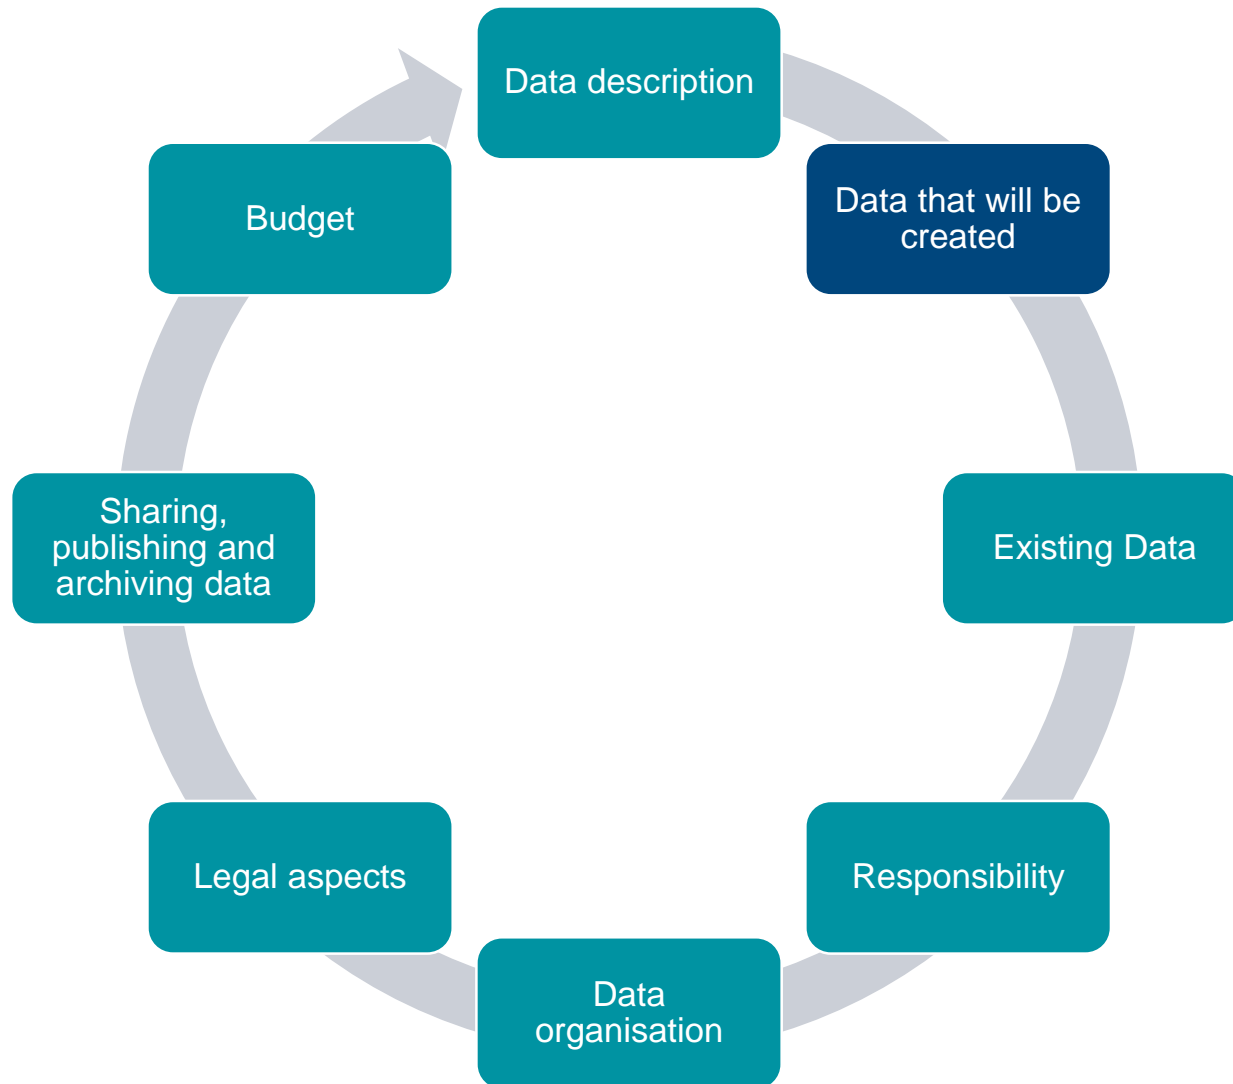 Data description
Data that will be
created
Existing Data
Responsibility
Data
organisation
Legal aspects
Sharing,
publishing and
archiving data
Budget